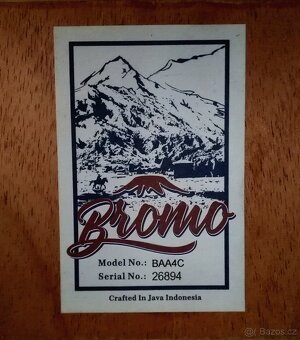 Bromo
Model No.: BAA4C
Serial No.: 26894
Crafted In Java Indonesia
Bazos.cz